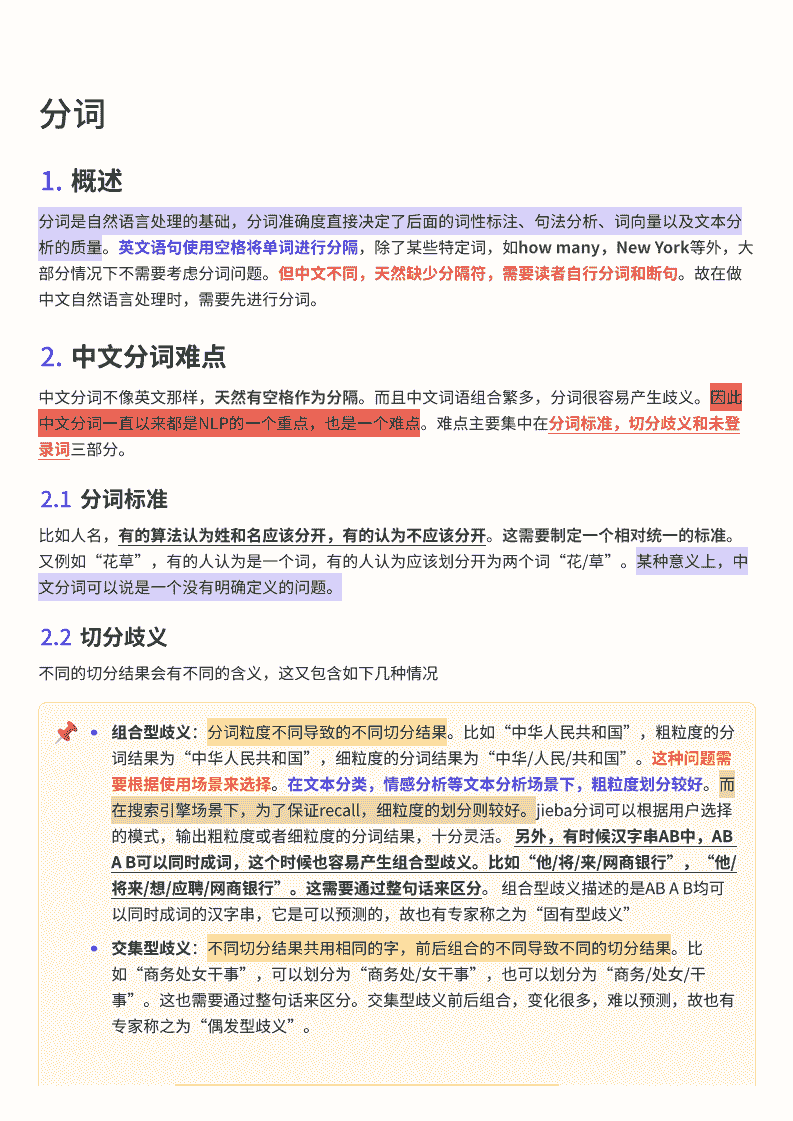 分词
1. 概述
分词是自然语言处理的基础，分词准确度直接决定了后面的词性标注、句法分析、词向量以及文本分
析的质量。英文语句使用空格将单词进行分隔，除了某些特定词，如how many，New York等外，大
部分情况下不需要考虑分词问题。但中文不同，天然缺少分隔符，需要读者自行分词和断句。故在做
中文自然语言处理时，需要先进行分词。
2. 中文分词难点
中文分词不像英文那样，天然有空格作为分隔。而且中文词语组合繁多，分词很容易产生歧义。因此
中文分词一直以来都是NLP的一个重点，也是一个难点。难点主要集中在分词标准，切分歧义和未登
录词三部分。
2.1 分词标准
比如人名，有的算法认为姓和名应该分开，有的认为不应该分开。这需要制定一个相对统一的标准。
又例如“花草”，有的人认为是一个词，有的人认为应该划分开为两个词“花/草”。某种意义上，中
文分词可以说是一个没有明确定义的问题。
2.2 切分歧义
不同的切分结果会有不同的含义，这又包含如下几种情况
组合型歧义：分词粒度不同导致的不同切分结果。比如“中华人民共和国”，粗粒度的分
词结果为“中华人民共和国”，细粒度的分词结果为“中华/人民/共和国”。这种问题需
要根据使用场景来选择。在文本分类，情感分析等文本分析场景下，粗粒度划分较好。而
在搜索引擎场景下，为了保证recall，细粒度的划分则较好。jieba分词可以根据用户选择
的模式，输出粗粒度或者细粒度的分词结果，十分灵活。 另外，有时候汉字串AB中，AB
A B可以同时成词，这个时候也容易产生组合型歧义。比如“他/将/来/网商银行”，“他/
将来/想/应聘/网商银行”。这需要通过整句话来区分。 组合型歧义描述的是AB A B均可
以同时成词的汉字串，它是可以预测的，故也有专家称之为“固有型歧义”
交集型歧义：不同切分结果共用相同的字，前后组合的不同导致不同的切分结果。比
如“商务处女干事”，可以划分为“商务处/女干事”，也可以划分为“商务/处女/干
事”。这也需要通过整句话来区分。交集型歧义前后组合，变化很多，难以预测，故也有
专家称之为“偶发型歧义”。